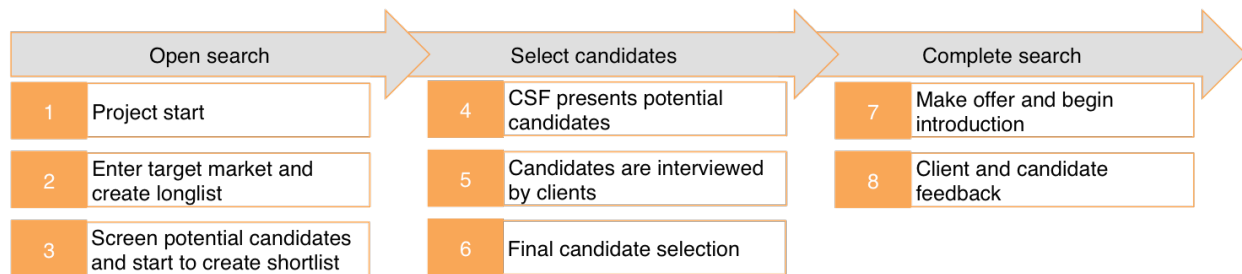 Open search
1
Project start
2
Enter target market and
create longlist
3
Screen potential candidates
and start to create shortlist
Select candidates
4
CSF presents potential
candidates
5
Candidates are interviewed
by clients
6
Final candidate selection
Complete search
7
Make offer and begin
introduction
8
Client and candidate
feedback